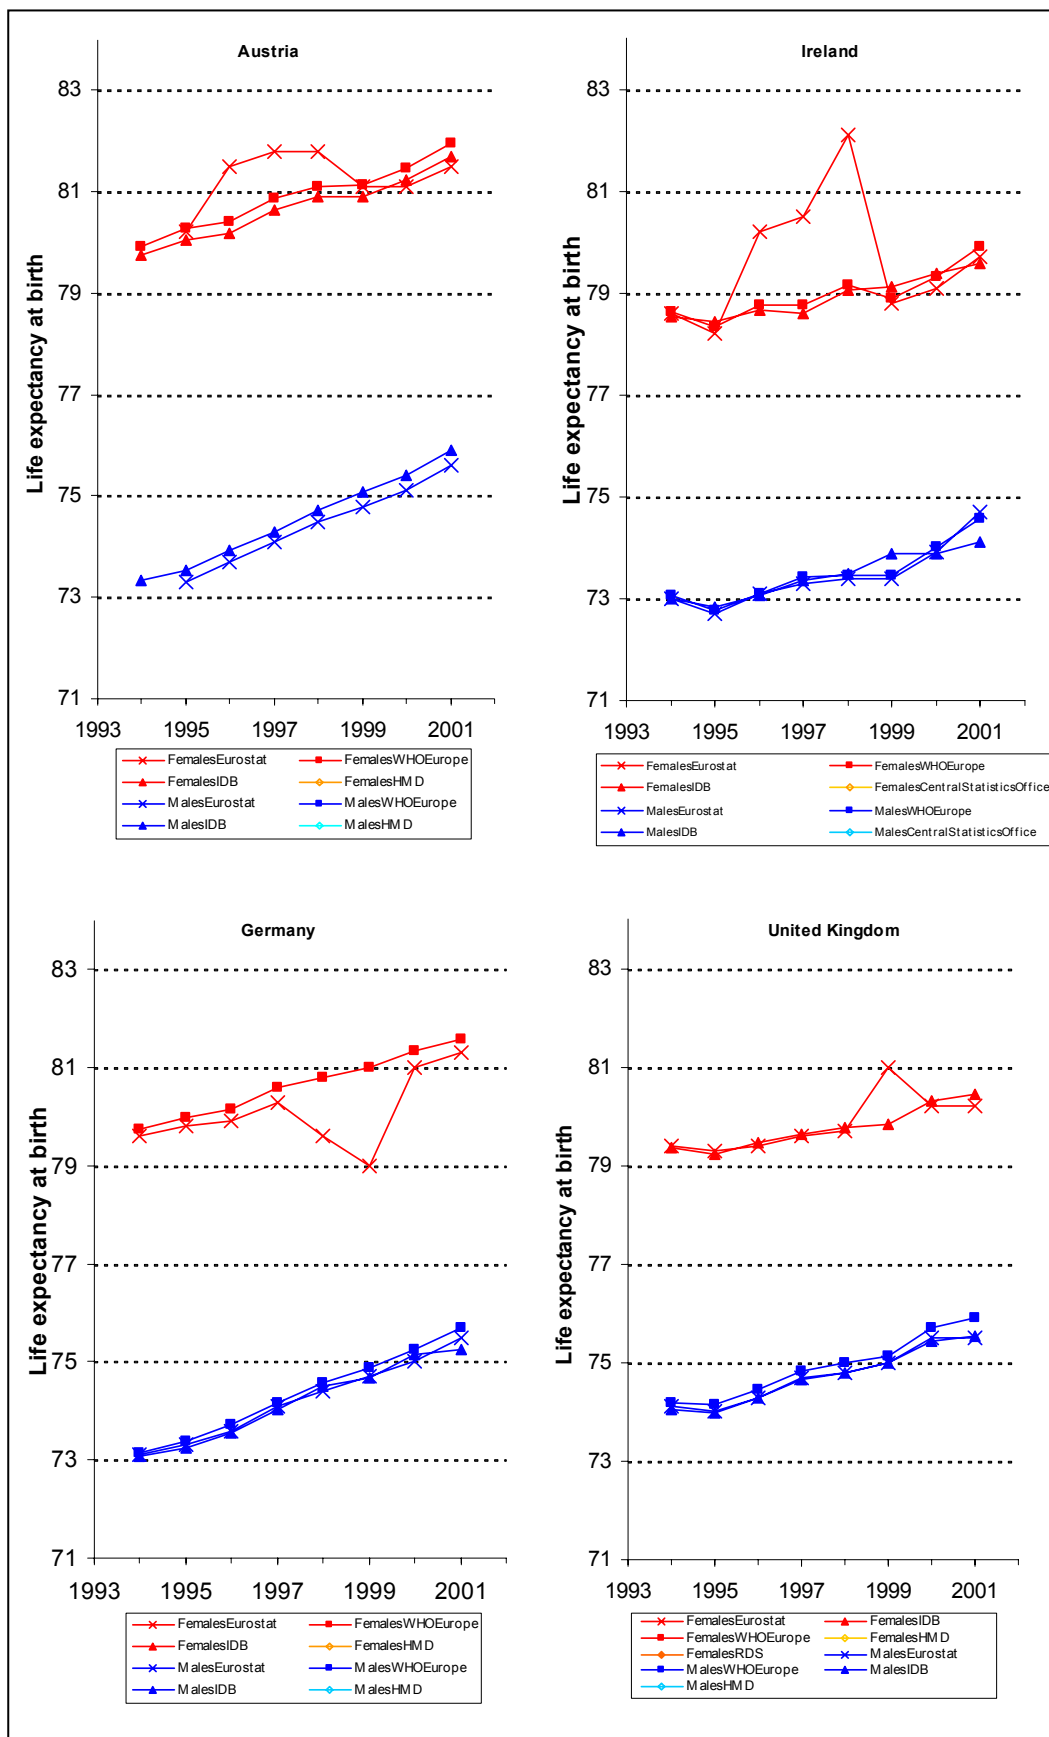 Austria
Life expectancy at birth
83
81
79
77
75
73
71
1993 1995 1997 1999 2001
FemalesEurostat FemalesWHOEurope
FemalesIDB FemalesHMD
MalesEurostat MalesWHOEurope
MalesIDB MalesHMD
Ireland
Life expectancy at birth
83
81
79
77
75
73
71
1993 1995 1997 1999 2001
FemalesEurostat FemalesWHOEurope
FemalesIDB FemalesCentralStatisticsOffice
MalesEurostat MalesWHOEurope
MalesIDB MalesCentralStatisticsOffice
Germany
Life expectancy at birth
83
81
79
77
75
73
71
1993 1995 1997 1999 2001
FemalesEurostat FemalesWHOEurope
FemalesIDB FemalesHMD
MalesEurostat MalesWHOEurope
MalesIDB MalesHMD
United Kingdom
Life expectancy at birth
83
81
79
77
75
73
71
1993 1995 1997 1999 2001
FemalesEurostat FemalesIDB
FemalesWHOEurope FemalesHMD
FemalesRDS MalesEurostat
MalesWHOEurope MalesIDB
MalesHMD